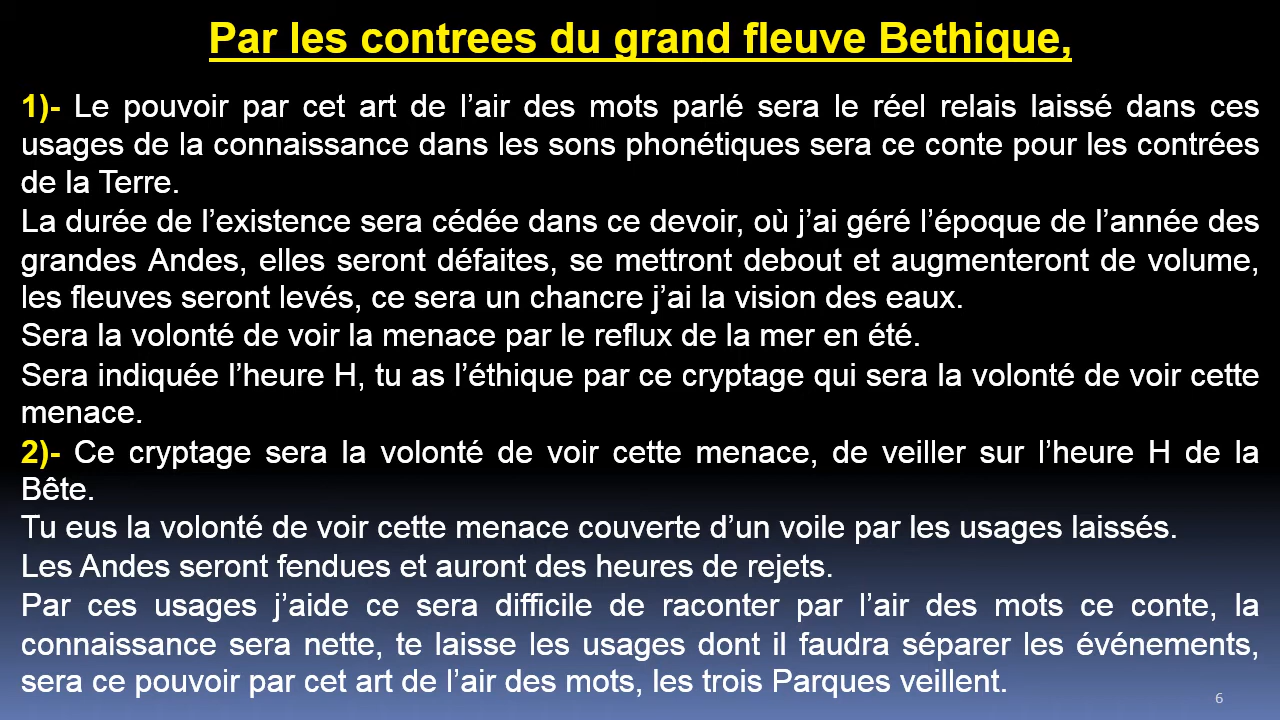 Par les contrees du grand fleuve Bethique,
1)- Le pouvoir par cet art de l’air des mots parlé sera le réel relais laissé dans ces
usages de la connaissance dans les sons phonétiques sera ce conte pour les contrées
de la Terre.
La durée de l’existence sera cédée dans ce devoir, où j’ai géré l’époque de l’année des
grandes Andes, elles seront défaites, se mettront debout et augmenteront de volume,
les fleuves seront levés, ce sera un chancre j’ai la vision des eaux.
Sera la volonté de voir la menace par le reflux de la mer en été.
Sera indiquée l’heure H, tu as l’éthique par ce cryptage qui sera la volonté de voir cette
menace.
2)- Ce cryptage sera la volonté de voir cette menace, de veiller sur l’heure H de la
Bête.
Tu eus la volonté de voir cette menace couverte d’un voile par les usages laissés.
Les Andes seront fendues et auront des heures de rejets.
Par ces usages j’aide ce sera difficile de raconter par l’air des mots ce conte, la
connaissance sera nette, te laisse les usages dont il faudra séparer les événements,
sera ce pouvoir par cet art de l’air des mots, les trois Parques veillent.
6